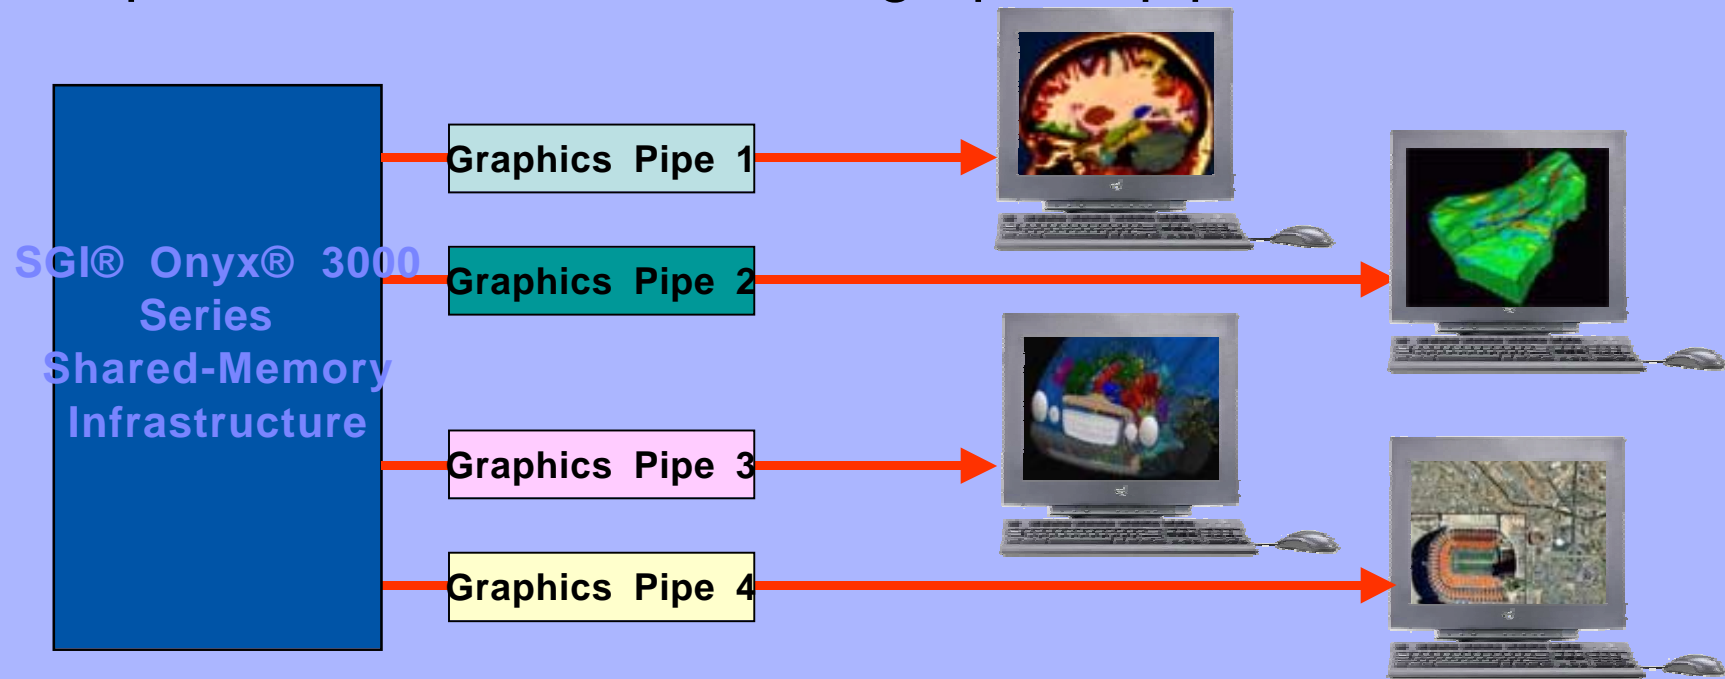 SGI® Onyx® 3000
Series
Shared-Memory
Infrastructure
Graphics Pipe 1
Graphics Pipe 2
Graphics Pipe 3
Graphics Pipe 4